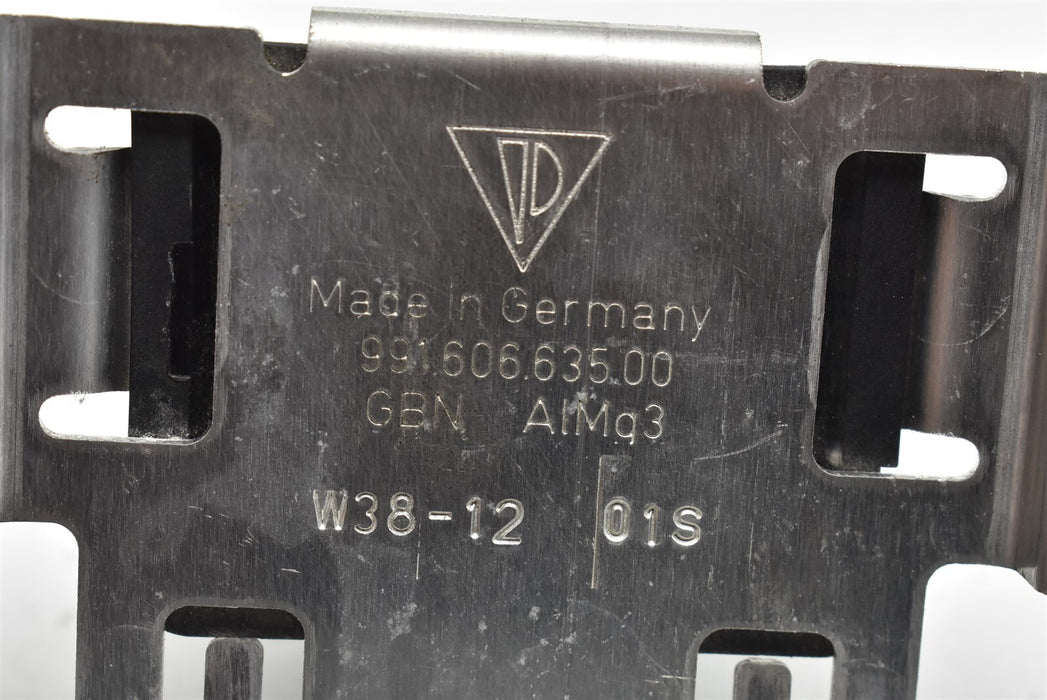 Made in Germany
991.606.635.00
GBN AlMg3
W38-12 01S